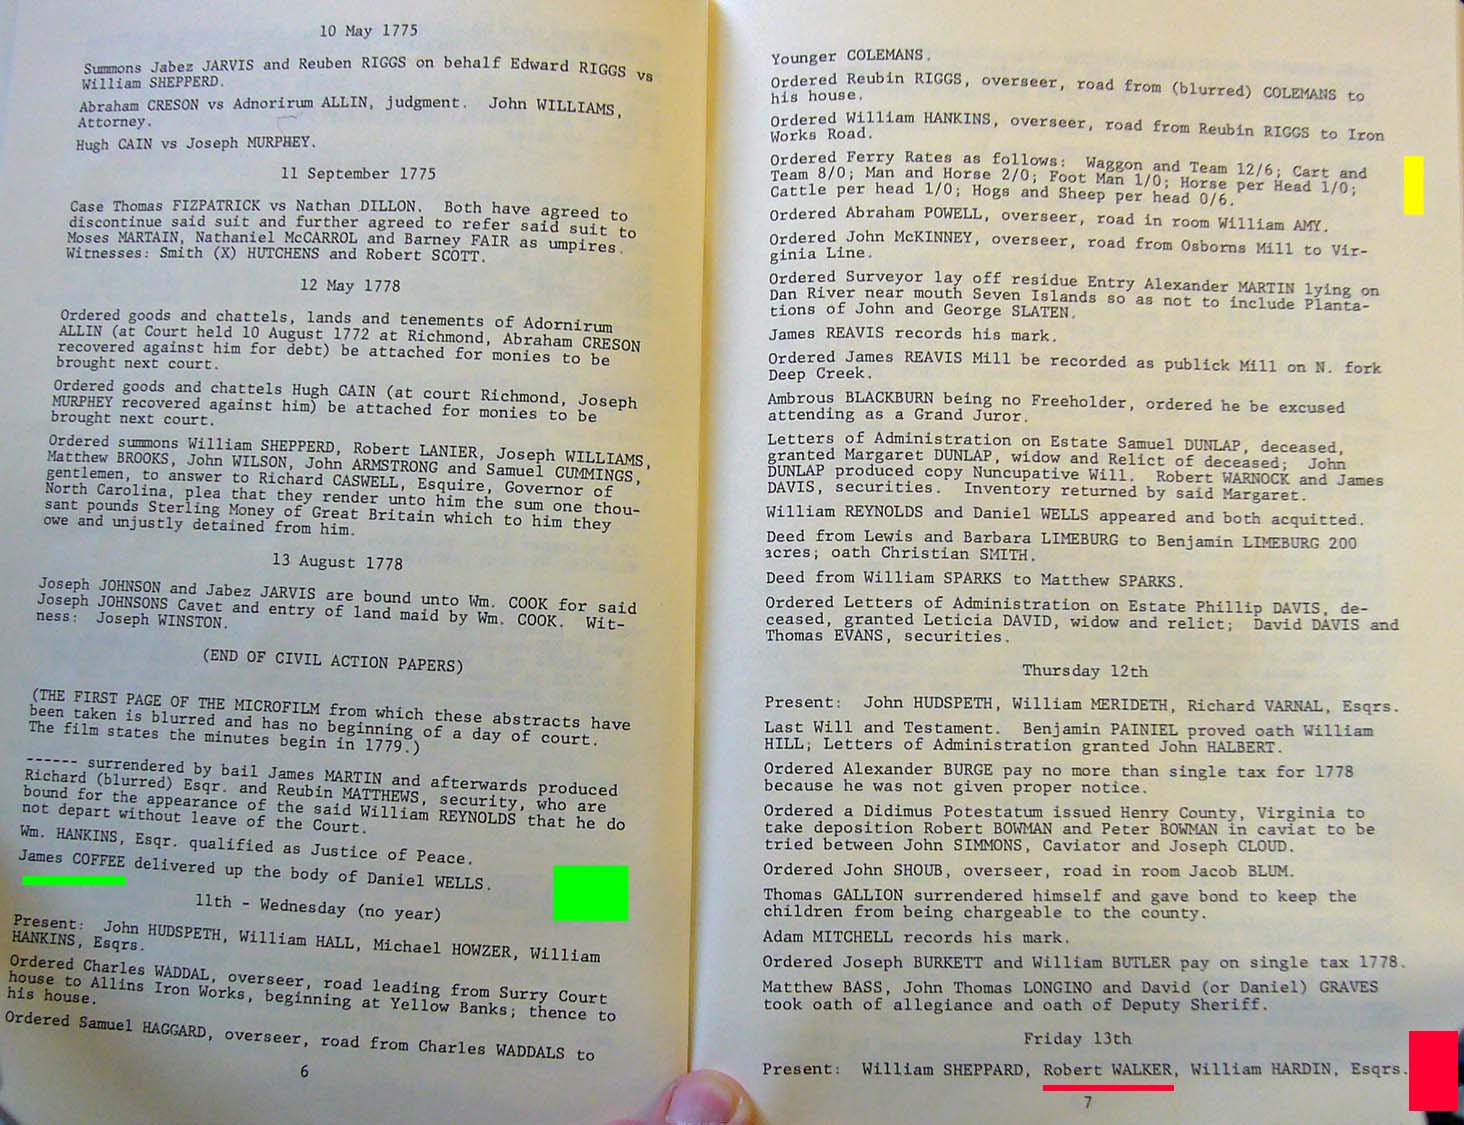 10 May 1775
Summons Jabez JARVIS and Reuben RIGGS on behalf Edward RIGGS vs
William SHEPPERD.
Abraham CRESON vs Adnorirum ALLIN, judgment. John WILLIAMS,
Attorney.
Hugh CAIN vs Joseph MURPHEY.
11 September 1775
Case Thomas FIZPATRICK vs Nathan DILLON. Both have agreed to
discontinue said suit and further agreed to refer said suit to
Moses MARTAIN, Nathaniel McCARROL and Barney FAIR as umpires.
Witnesses: Smith (X) HUTCHENS and Robert SCOTT.
12 May 1778
Ordered goods and chattels, lands and tenements of Adornirum
ALLIN (at Court held 10 August 1772 at Richmond, Abraham CRESON
recovered against him for debt) be attached for monies to be
brought next court.
Ordered goods and chattels Hugh CAIN (at court Richmond, Joseph
MURPHEY recovered against him) be attached for monies to be
brought next court.
Ordered summons William SHEPPERD, Robert LANIER, Joseph WILLIAMS,
Matthew BROOKS, John WILSON, John ARMSTRONG and Samuel CUMMINGS,
gentlemen, to answer to Richard CASWELL, Esquire, Governor of
North Carolina, plea that they render unto him the sum one thou-
sant pounds Sterling Money of Great Britain which to him they
owe and unjustly detained from him.
13 August 1778
Joseph JOHNSON and Jabez JARVIS are bound unto Wm. COOK for said
Joseph JOHNSONS Cavet and entry of land maid by Wm. COOK. Wit-
ness: Joseph WINSTON.
(END OF CIVIL ACTION PAPERS)
(THE FIRST PAGE OF THE MICROFILM from which these abstracts have
been taken is blurred and has no beginning of a day of court.
The film states the minutes begin in 1779.)
------ surrendered by bail James MARTIN and afterwards produced
Richard (blurred) Esqr. and Reubin MATTHEWS, security, who are
bound for the appearance of the said William REYNOLDS that he do
not depart without leave of the Court.
Wm. HANKINS, Esqr. qualified as Justice of Peace.
James COFFEE delivered up the body of Daniel WELLS.
11th - Wednesday (no year)
Present: John HUDSPETH, William HALL, Michael HOWZER, William
HANKINS, Esqrs.
Ordered Charles WADDAL, overseer, road leading from Surry Court
house to Allins Iron Works, beginning at Yellow Banks; thence to
his house.
Ordered Samuel HAGGARD, overseer, road from Charles WADDALS to
6
Younger COLEMANS.
Ordered Reubin RIGGS, overseer, road from (blurred) COLEMANS to
his house.
Ordered William HANKINS, overseer, road from Reubin RIGGS to Iron
Works Road.
Ordered Ferry Rates as follows: Waggon and Team 12/6; Cart and
Team 8/0; Man and Horse 2/0; Foot Man 1/0; Horse per Head 1/0;
Cattle per head 1/0; Hogs and Sheep per head 0/6.
Ordered Abraham POWELL, overseer, road in room William AMY.
Ordered John McKINNEY, overseer, road from Osborns Mill to Vir-
ginia Line.
Ordered Surveyor lay off residue Entry Alexander MARTIN lying on
Dan River near mouth Seven Islands so as not to include Planta-
tions of John and George SLATEN.
James REAVIS records his mark.
Ordered James REAVIS Mill be recorded as publick Mill on N. fork
Deep Creek.
Ambrous BLACKBURN being no Freeholder, ordered he be excused
attending as a Grand Juror.
Letters of Administration on Estate Samuel DUNLAP, deceased,
granted Margaret DUNLAP, widow and Relict of deceased; John
DUNLAP produced copy Nuncupative Will. Robert WARNOCK and James
DAVIS, securities. Inventory returned by said Margaret.
William REYNOLDS and Daniel WELLS appeared and both acquitted.
Deed from Lewis and Barbara LIMEBURG to Benjamin LIMEBURG 200
acres; oath Christian SMITH.
Deed from William SPARKS to Matthew SPARKS.
Ordered Letters of Administration on Estate Phillip DAVIS, de-
ceased, granted Leticia DAVID, widow and relict; David DAVIS and
Thomas EVANS, securities.
Thursday 12th
Present: John HUDSPETH, William MERIDETH, Richard VARNAL, Esqrs.
Last Will and Testament. Benjamin PAINIEL proved oath William
HILL; Letters of Administration granted John HALBERT.
Ordered Alexander BURGE pay no more than single tax for 1778
because he was not given proper notice.
Ordered a Didimus Potestatum issued Henry County, Virginia to
take deposition Robert BOWMAN and Peter BOWMAN in caviat to be
tried between John SIMMONS, Caviator and Joseph CLOUD.
Ordered John SHOUB, overseer, road in room Jacob BLUM.
Thomas GALLION surrendered himself and gave bond to keep the
children from being chargeable to the county.
Adam MITCHELL records his mark.
Ordered Joseph BURKETT and William BUTLER pay on single tax 1778.
Matthew BASS, John Thomas LONGINO and David (or Daniel) GRAVES
took oath of allegiance and oath of Deputy Sheriff.
Friday 13th
Present: William SHEPPARD, Robert WALKER, William HARDIN, Esqrs.
7